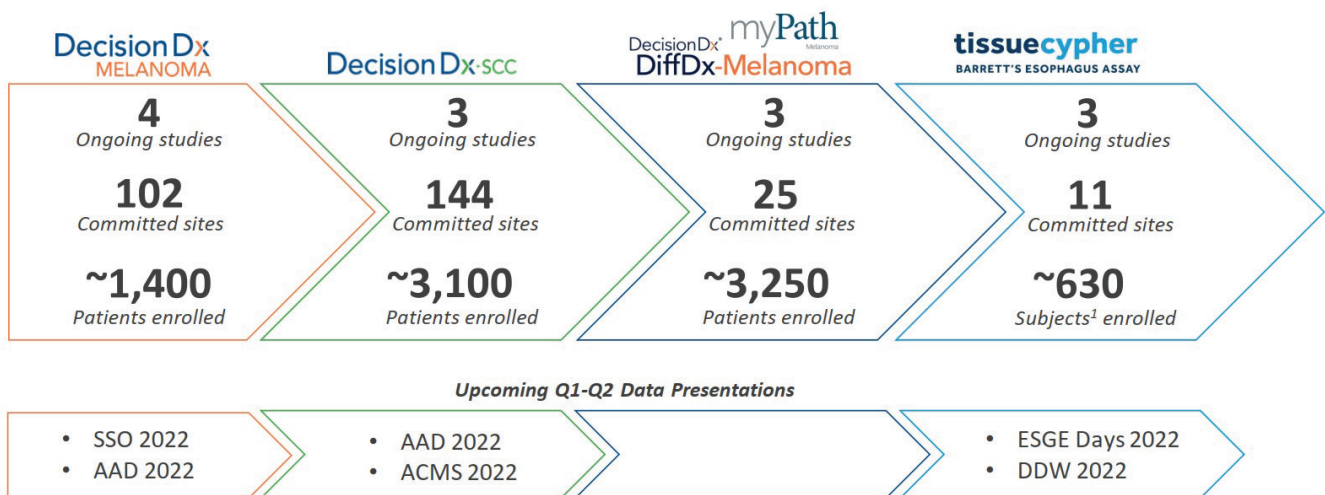 DecisionDx
MELANOMA
4
Ongoing studies
102
Committed sites
~1,400
Patients enrolled
DecisionDx·SCC
3
Ongoing studies
144
Committed sites
~3,100
Patients enrolled
myPath
Melanoma
DecisionDx®
DiffDx-Melanoma
3
Ongoing studies
25
Committed sites
~3,250
Patients enrolled
tissuecypher
BARRETT'S ESOPHAGUS ASSAY
3
Ongoing studies
11
Committed sites
~630
Subjects¹ enrolled
Upcoming Q1-Q2 Data Presentations
• SSO 2022
• AAD 2022
• AAD 2022
• ACMS 2022
• ESGE Days 2022
• DDW 2022